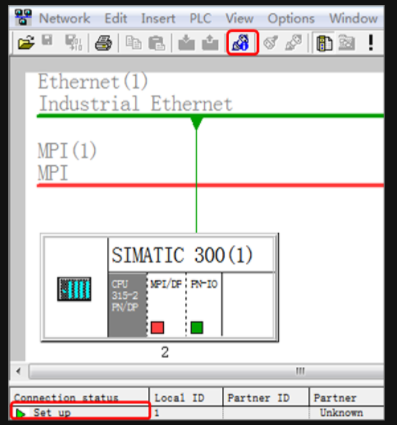 Network Edit Insert PLC View Options Window
Ethernet(1)
Industrial Ethernet
MPI(1)
MPI
SIMATIC 300(1)
CPU 315-2 PN/DP
MPI/DP
PN-IO
2
Connection status Local ID Partner ID Partner
Set up 1 Unknown